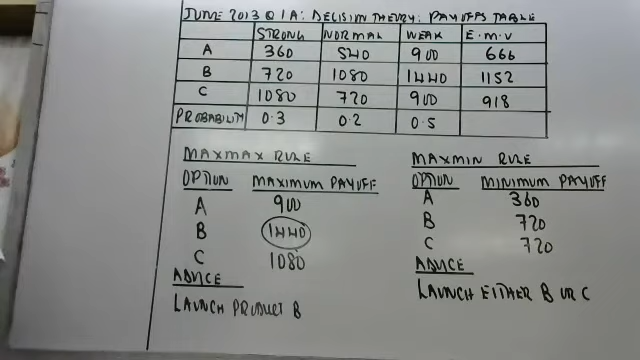 JUNE 2013 Q1A: DECISION THEORY: PAYOFFS TABLE
STRONG NORMAL WEAK E.M.V
A 360 540 900 666
B 720 1080 1440 1152
C 1080 720 900 918
PROBABILITY 0.3 0.2 0.5
MAXMAX RULE
OPTION MAXIMUM PAYOFF
A 900
B 1440
C 1080
ADVICE
LAUNCH PRODUCT B
MAXMIN RULE
OPTION MINIMUM PAYOFF
A 360
B 720
C 720
ADVICE
LAUNCH EITHER B OR C